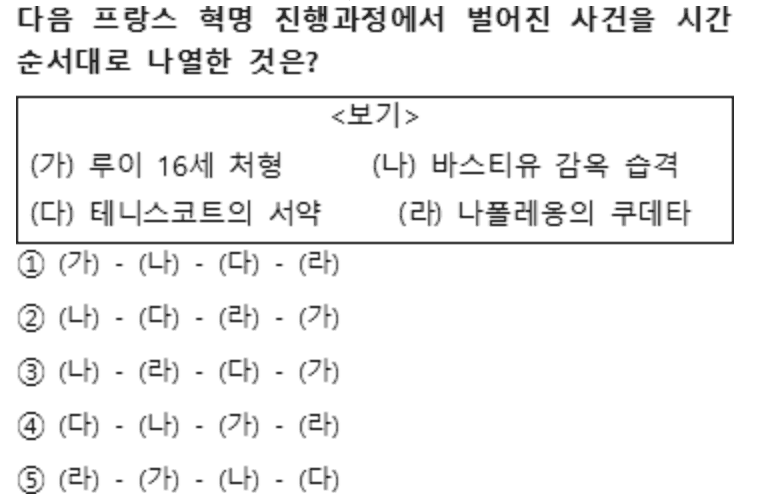 다음 프랑스 혁명 진행과정에서 벌어진 사건을 시간
순서대로 나열한 것은?
<보기>
(가) 루이 16세 처형 (나) 바스티유 감옥 습격
(다) 테니스코트의 서약 (라) 나폴레옹의 쿠데타
① (가) - (나) - (다) - (라)
② (나) - (다) - (라) - (가)
③ (나) - (라) - (다) - (가)
④ (다) - (나) - (가) - (라)
⑤ (라) - (가) - (나) - (다)